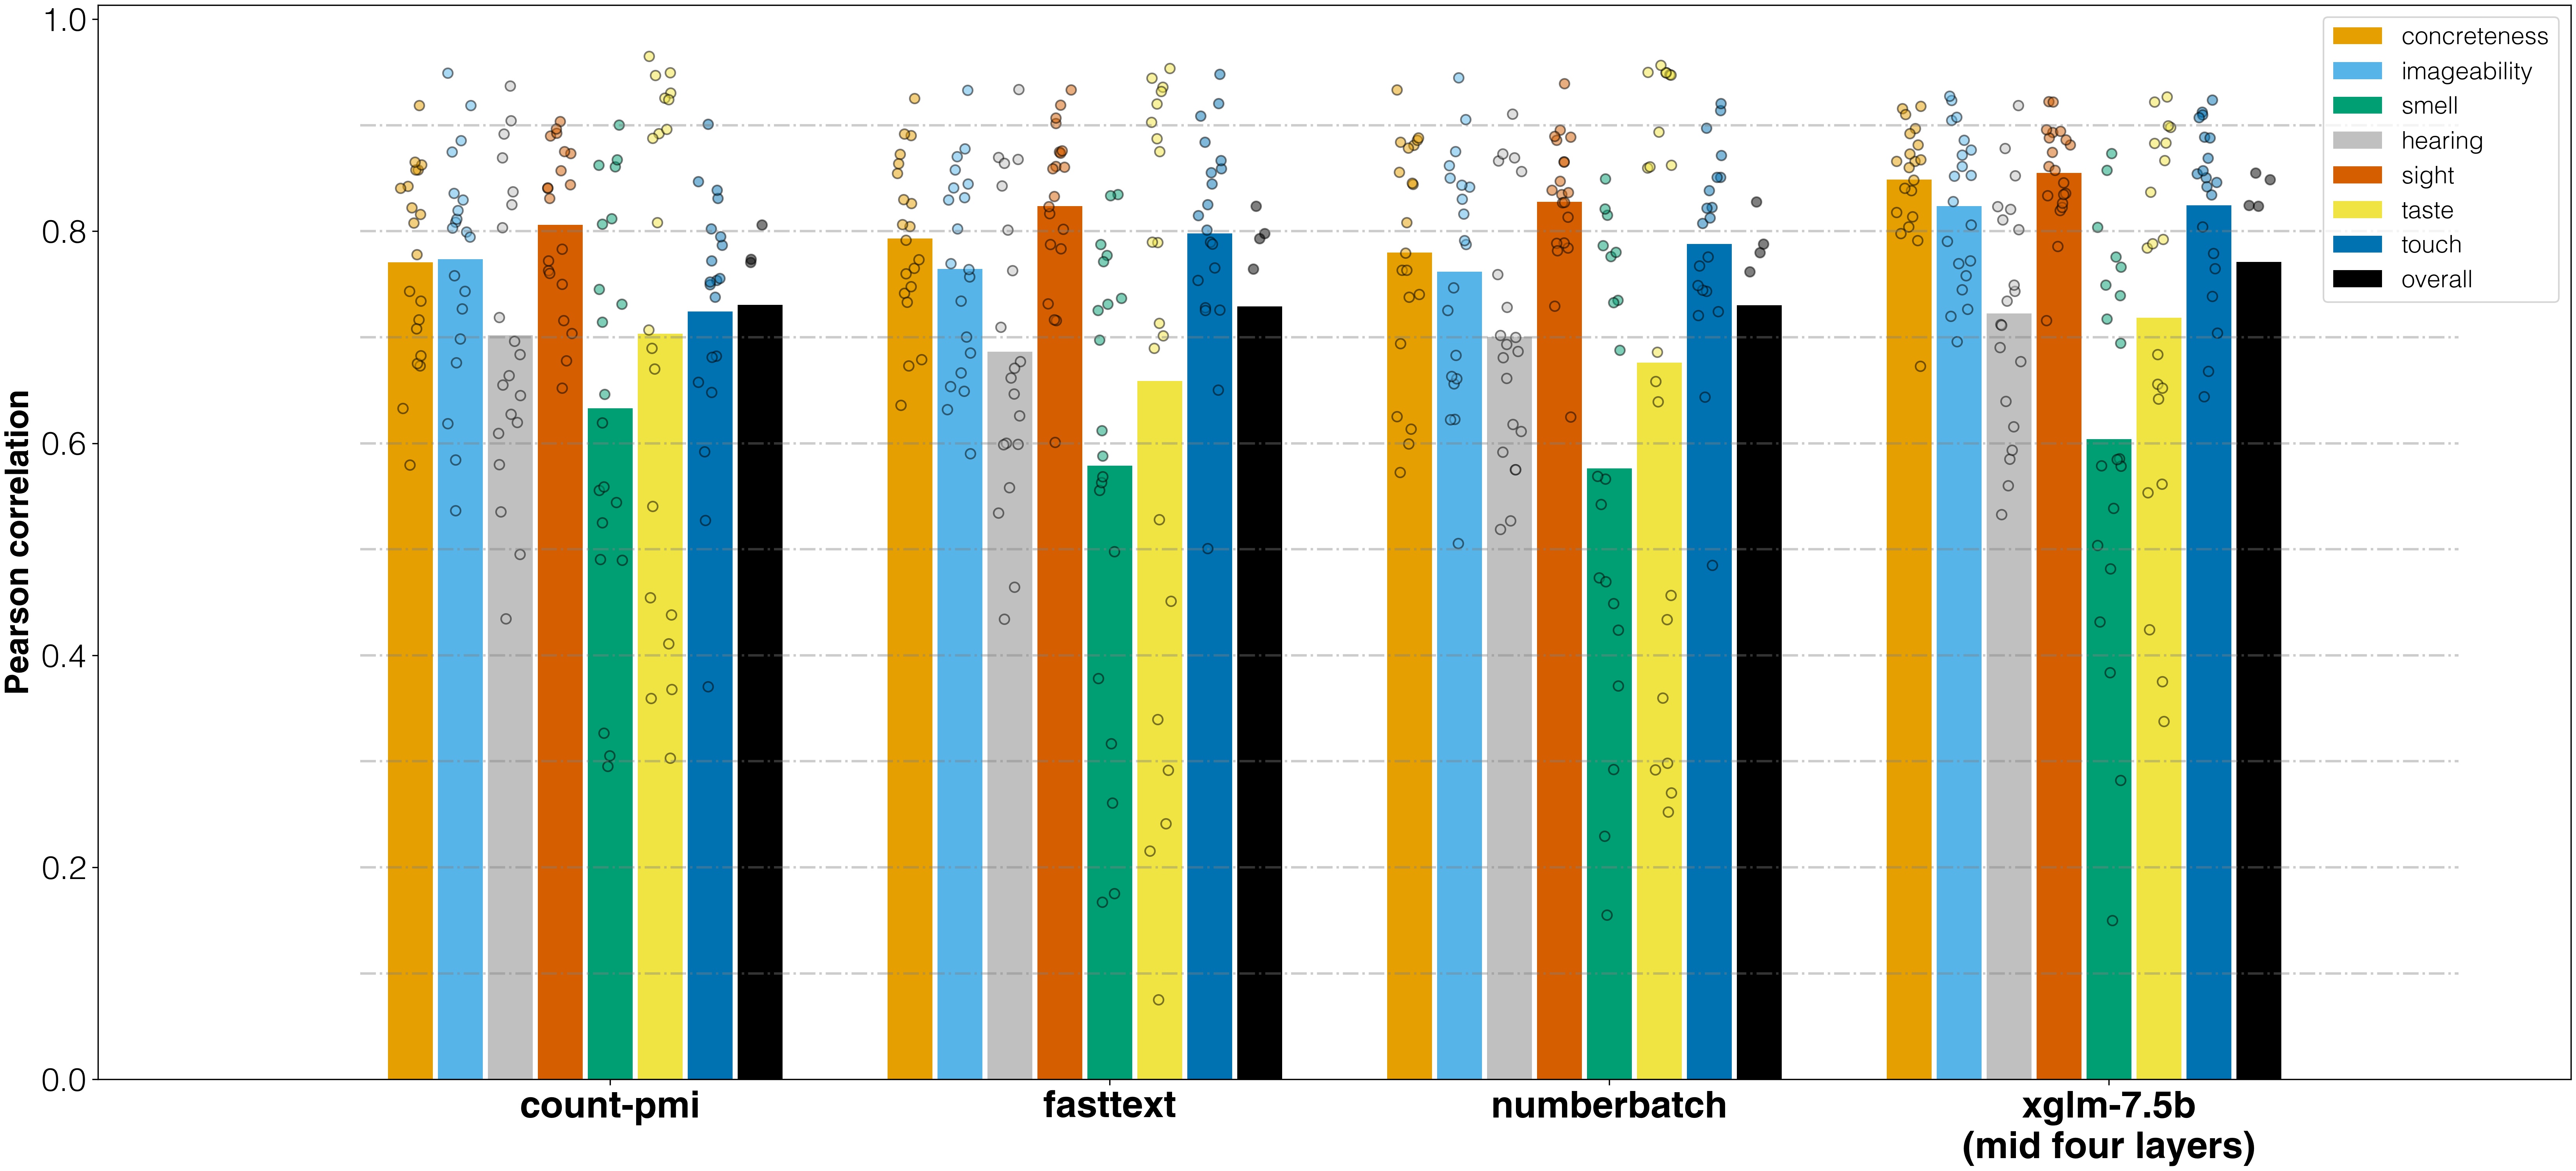 1.0
0.8
0.6
0.4
0.2
0.0
Pearson correlation
concreteness
imageability
smell
hearing
sight
taste
touch
overall
count-pmi
fasttext
numberbatch
xglm-7.5b
(mid four layers)